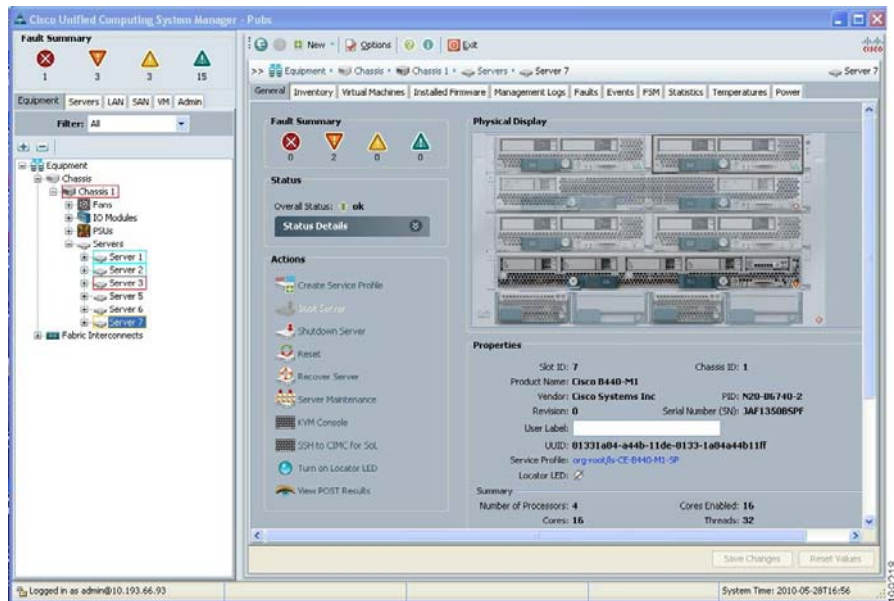 Cisco Unified Computing System Manager - Pubs
Fault Summary
1 3 3 15
Equipment Servers LAN SAN VM Admin
Filter: All
Equipment
Chassis
Chassis 1
Fans
IO Modules
PSUs
Servers
Server 1
Server 2
Server 3
Server 5
Server 6
Server 7
Fabric Interconnects
New Options Exit
CISCO
>> Equipment Chassis Chassis 1 Servers Server 7
Server 7
General Inventory Virtual Machines Installed Firmware Management Logs Faults Events FSM Statistics Temperatures Power
Fault Summary
0 2 0 0
Status
Overall Status: ok
Status Details
Actions
Create Service Profile
Boot Server
Shutdown Server
Reset
Recover Server
Server Maintenance
KVM Console
SSH to CIMC for SoL
Turn on Locator LED
View POST Results
Physical Display
Properties
Slot ID: 7 Chassis ID: 1
Product Name: Cisco B440-M1
Vendor: Cisco Systems Inc PID: N20-B6740-2
Revision: 0 Serial Number (SN): JAF1350BSPF
User Label:
UUID: 01331a04-a44b-11de-0133-1a04a44b11ff
Service Profile: org-root/ls-CE-B440-M1-SP
Locator LED:
Summary
Number of Processors: 4 Cores Enabled: 16
Cores: 16 Threads: 32
Save Changes Reset Values
Logged in as admin@10.193.66.93
System Time: 2010-05-28T16:56